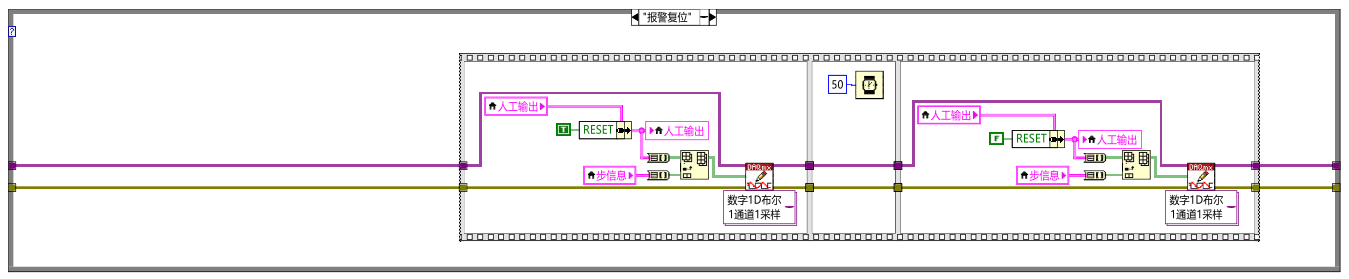 "报警复位"
?
50
人工输出
人工输出
T
RESET
人工输出
F
RESET
人工输出
步信息
步信息
DAQmx
DAQmx
数字1D布尔
1通道1采样
数字1D布尔
1通道1采样